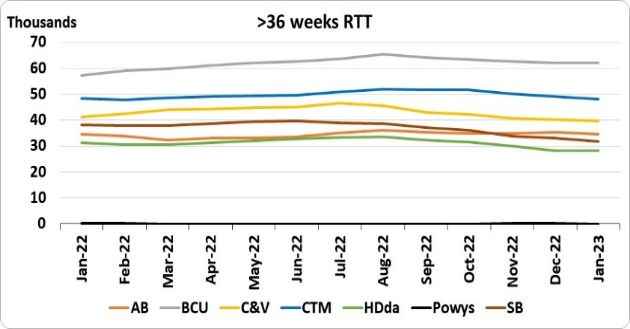 Thousands
>36 weeks RTT
70
60
50
40
30
20
10
0
Jan-22 Feb-22 Mar-22 Apr-22 May-22 Jun-22 Jul-22 Aug-22 Sep-22 Oct-22 Nov-22 Dec-22 Jan-23
AB BCU C&V CTM HDda Powys SB